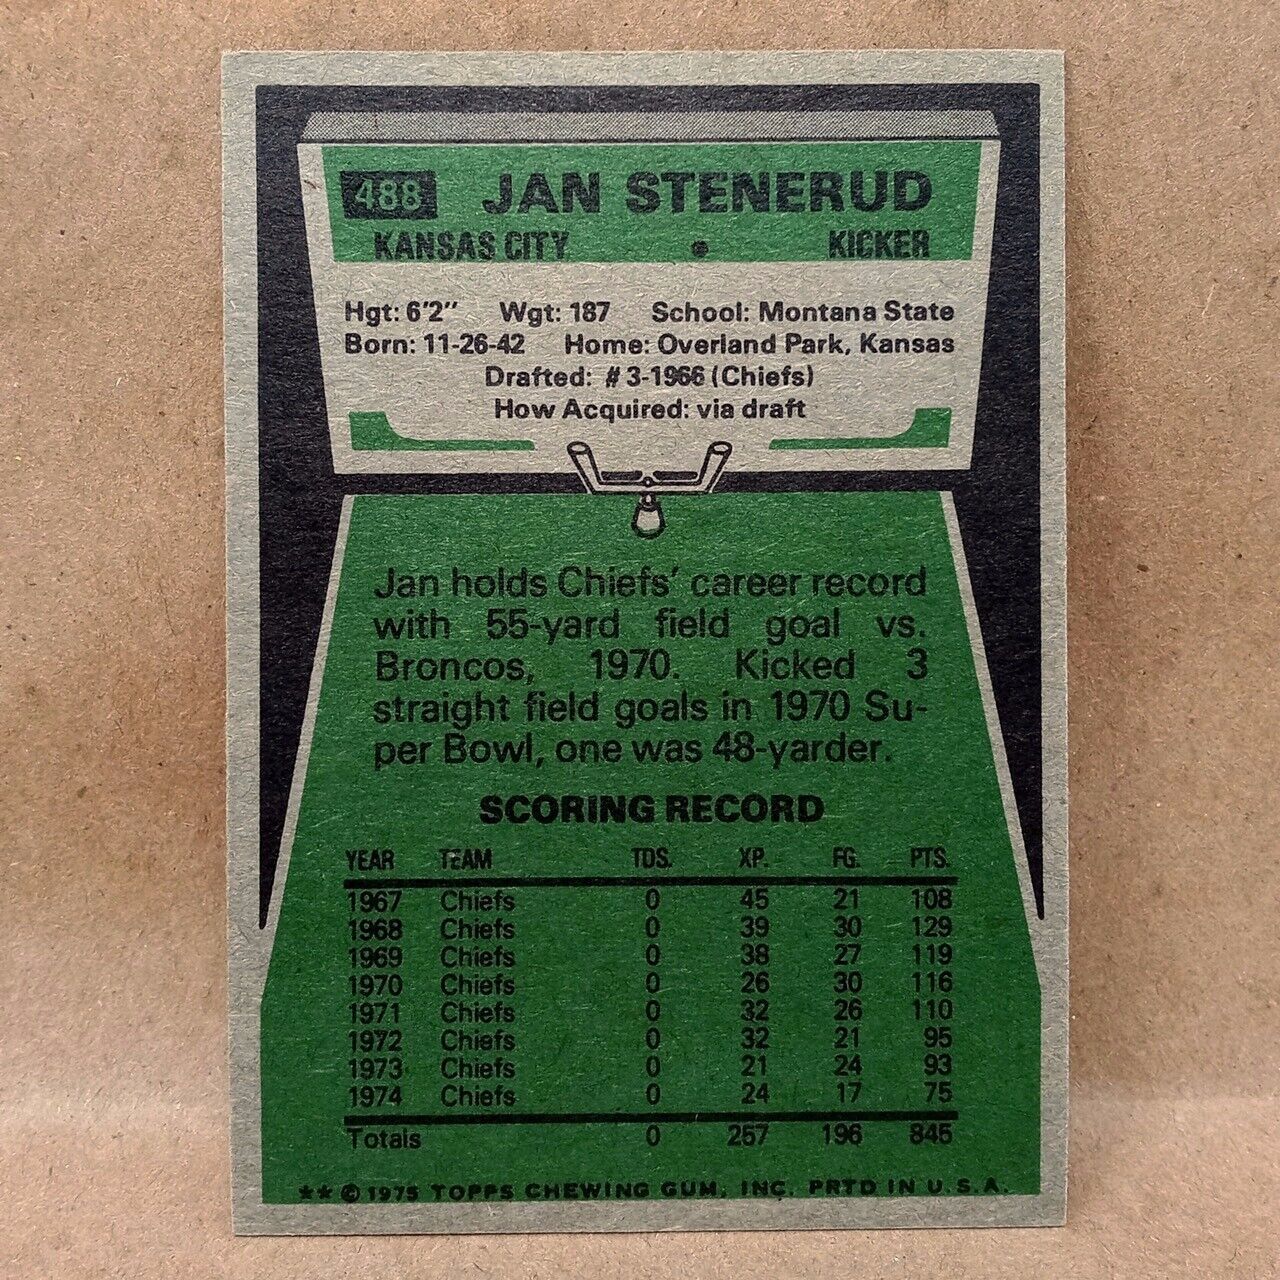 488 JAN STENERUD
KANSAS CITY • KICKER
Hgt: 6'2" Wgt: 187 School: Montana State
Born: 11-26-42 Home: Overland Park, Kansas
Drafted: #3-1966 (Chiefs)
How Acquired: via draft
Jan holds Chiefs' career record
with 55-yard field goal vs.
Broncos, 1970. Kicked 3
straight field goals in 1970 Su-
per Bowl, one was 48-yarder.
SCORING RECORD
YEAR TEAM TDS. XP. FG. PTS.
1967 Chiefs 0 45 21 108
1968 Chiefs 0 39 30 129
1969 Chiefs 0 38 27 119
1970 Chiefs 0 26 30 116
1971 Chiefs 0 32 26 110
1972 Chiefs 0 32 21 95
1973 Chiefs 0 21 24 93
1974 Chiefs 0 24 17 75
Totals 0 257 196 845
★★ © 1975 TOPPS CHEWING GUM, INC. PRTD IN U.S.A.